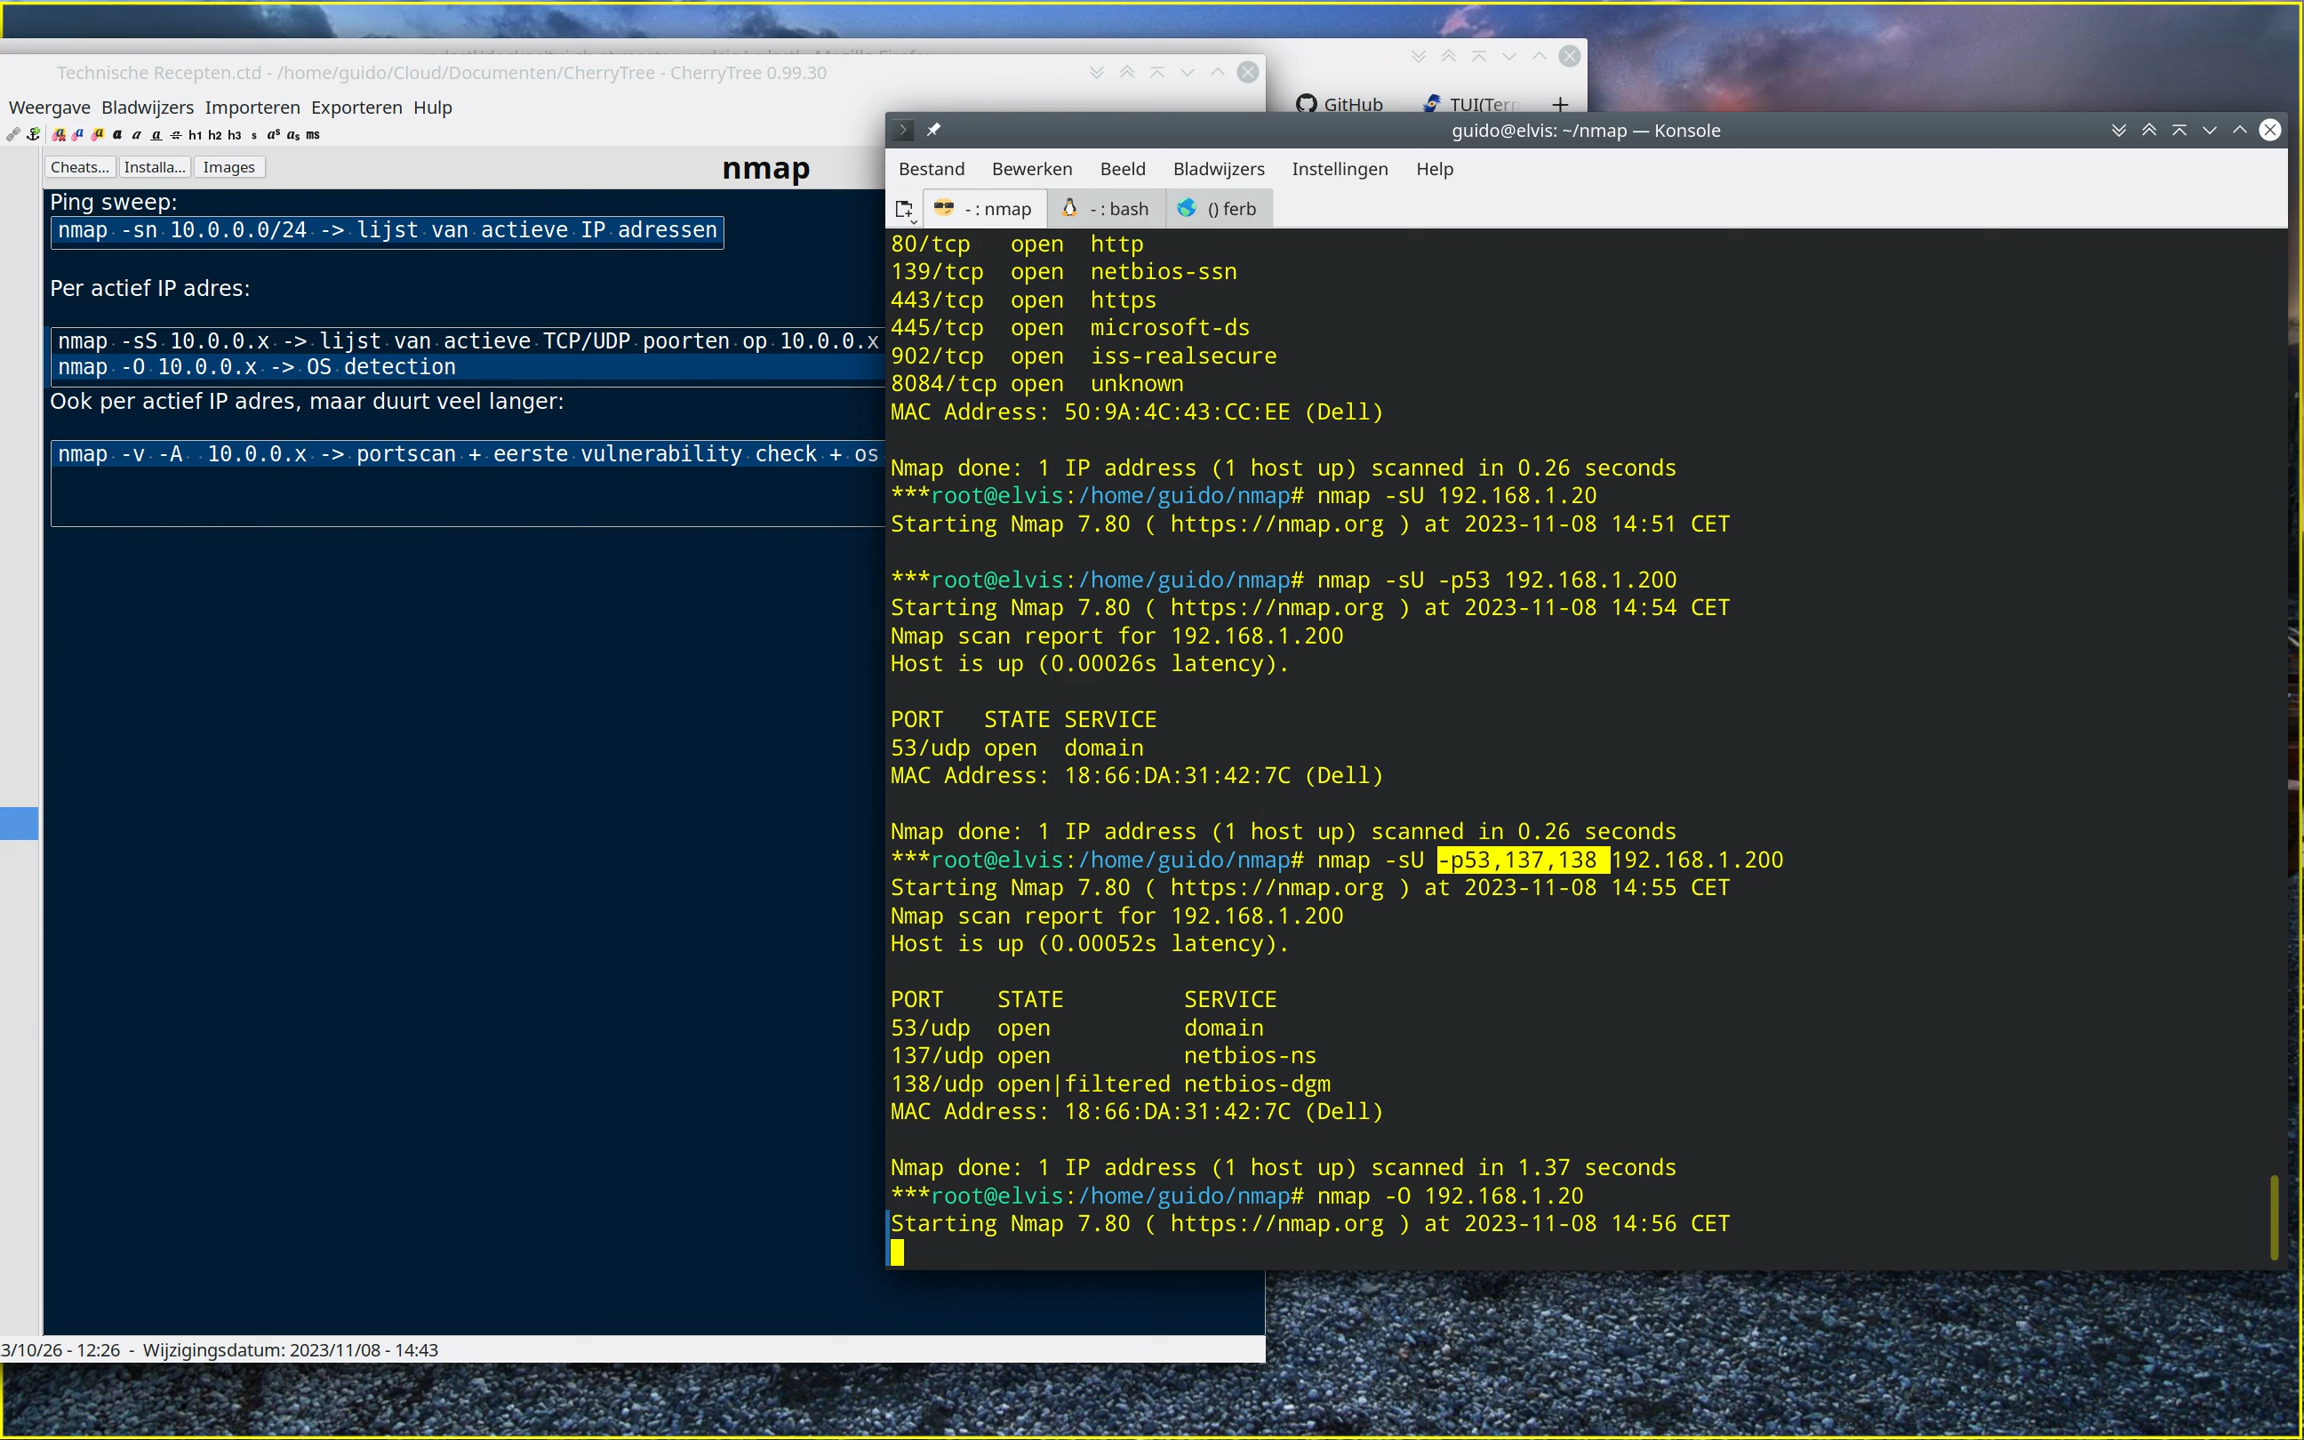 Technische Recepten.ctd - /home/guido/Cloud/Documenten/CherryTree - CherryTree 0.99.30
Weergave Bladwijzers Importeren Exporteren Hulp
a a a a a a a h1 h2 h3 s as as ms
Cheats... Installa... Images
nmap
Ping sweep:
nmap -sn 10.0.0.0/24 -> lijst van actieve IP adressen
Per actief IP adres:
nmap -sS 10.0.0.x -> lijst van actieve TCP/UDP poorten op 10.0.0.x
nmap -O 10.0.0.x -> OS detection
Ook per actief IP adres, maar duurt veel langer:
nmap -v -A  10.0.0.x -> portscan + eerste vulnerability check + os
3/10/26 - 12:26 - Wijzigingsdatum: 2023/11/08 - 14:43
GitHub TUI(Ter
guido@elvis: ~/nmap — Konsole
Bestand Bewerken Beeld Bladwijzers Instellingen Help
- : nmap - : bash () ferb
80/tcp   open  http
139/tcp  open  netbios-ssn
443/tcp  open  https
445/tcp  open  microsoft-ds
902/tcp  open  iss-realsecure
8084/tcp open  unknown
MAC Address: 50:9A:4C:43:CC:EE (Dell)
Nmap done: 1 IP address (1 host up) scanned in 0.26 seconds
***root@elvis:/home/guido/nmap# nmap -sU 192.168.1.20
Starting Nmap 7.80 ( https://nmap.org ) at 2023-11-08 14:51 CET
***root@elvis:/home/guido/nmap# nmap -sU -p53 192.168.1.200
Starting Nmap 7.80 ( https://nmap.org ) at 2023-11-08 14:54 CET
Nmap scan report for 192.168.1.200
Host is up (0.00026s latency).
PORT   STATE SERVICE
53/udp open  domain
MAC Address: 18:66:DA:31:42:7C (Dell)
Nmap done: 1 IP address (1 host up) scanned in 0.26 seconds
***root@elvis:/home/guido/nmap# nmap -sU -p53,137,138 192.168.1.200
Starting Nmap 7.80 ( https://nmap.org ) at 2023-11-08 14:55 CET
Nmap scan report for 192.168.1.200
Host is up (0.00052s latency).
PORT    STATE         SERVICE
53/udp  open          domain
137/udp open          netbios-ns
138/udp open|filtered netbios-dgm
MAC Address: 18:66:DA:31:42:7C (Dell)
Nmap done: 1 IP address (1 host up) scanned in 1.37 seconds
***root@elvis:/home/guido/nmap# nmap -O 192.168.1.20
Starting Nmap 7.80 ( https://nmap.org ) at 2023-11-08 14:56 CET